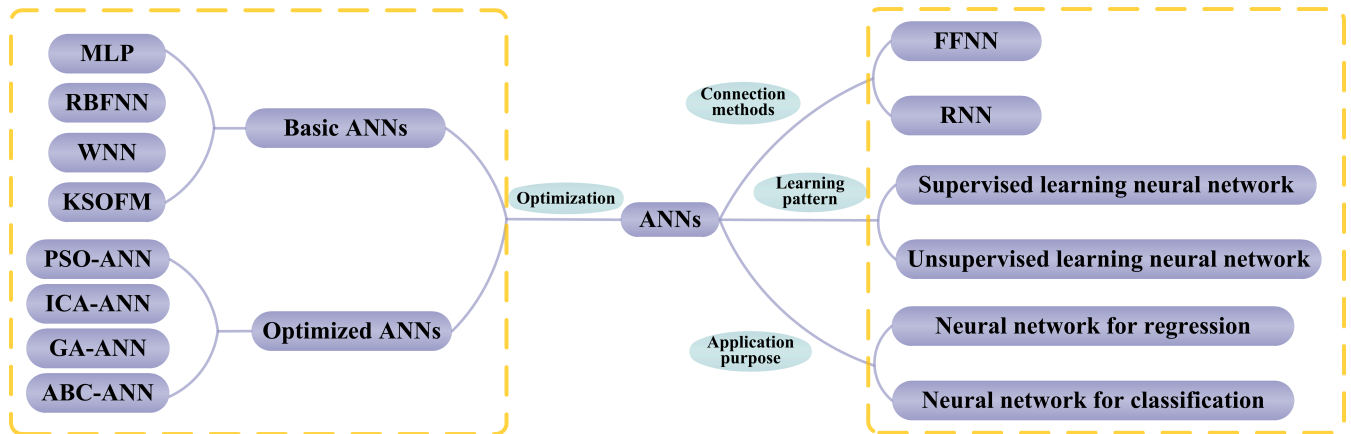 MLP
RBFNN
WNN
KSOFM
Basic ANNs
PSO-ANN
ICA-ANN
GA-ANN
ABC-ANN
Optimized ANNs
Optimization
ANNs
Connection
methods
Learning
pattern
Application
purpose
FFNN
RNN
Supervised learning neural network
Unsupervised learning neural network
Neural network for regression
Neural network for classification